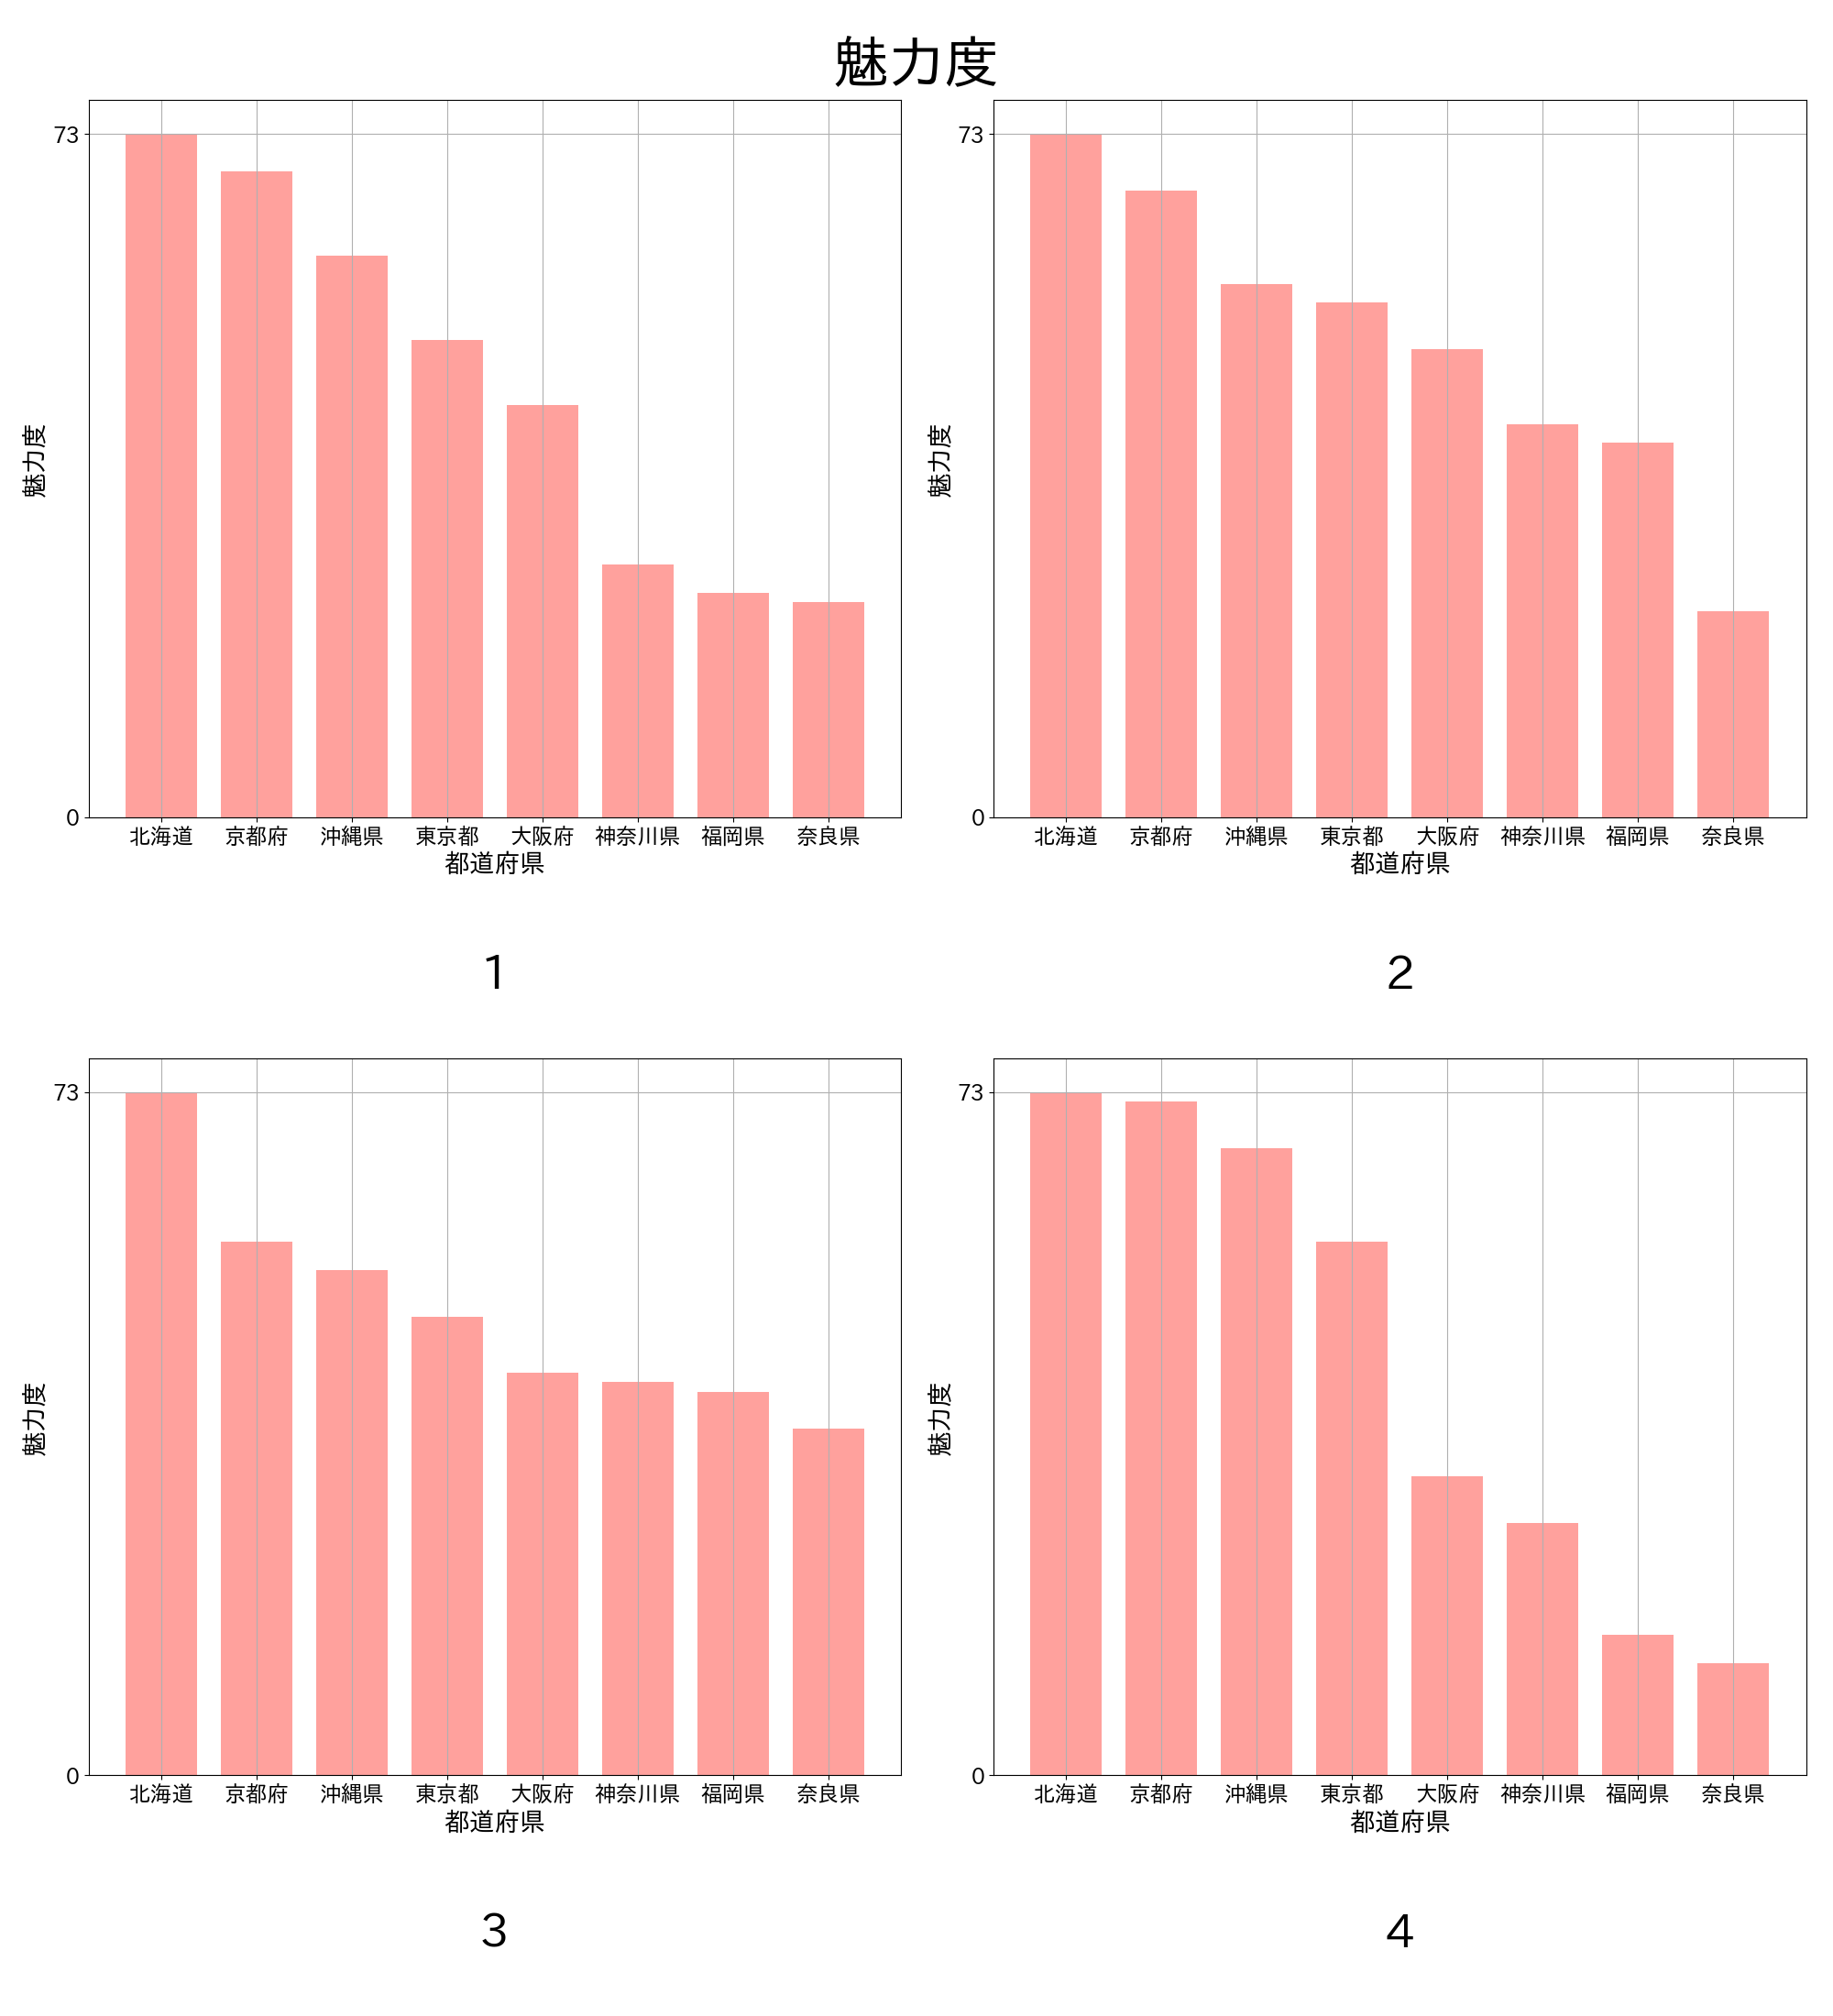 魅力度
73
0
魅力度
北海道 京都府 沖縄県 東京都 大阪府 神奈川県 福岡県 奈良県
都道府県
1
73
0
魅力度
北海道 京都府 沖縄県 東京都 大阪府 神奈川県 福岡県 奈良県
都道府県
2
73
0
魅力度
北海道 京都府 沖縄県 東京都 大阪府 神奈川県 福岡県 奈良県
都道府県
3
73
0
魅力度
北海道 京都府 沖縄県 東京都 大阪府 神奈川県 福岡県 奈良県
都道府県
4